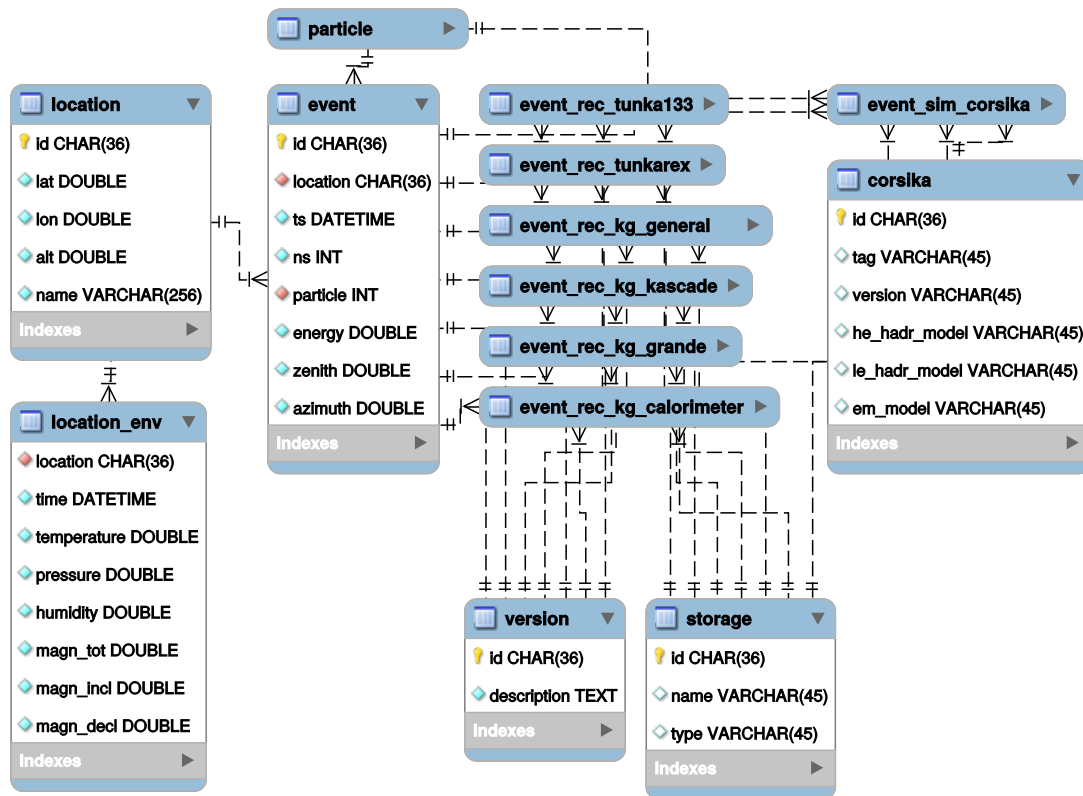 particle
location
id CHAR(36)
lat DOUBLE
lon DOUBLE
alt DOUBLE
name VARCHAR(256)
Indexes
event
id CHAR(36)
location CHAR(36)
ts DATETIME
ns INT
particle INT
energy DOUBLE
zenith DOUBLE
azimuth DOUBLE
Indexes
event_rec_tunka133
event_rec_tunkarex
event_rec_kg_general
event_rec_kg_kascade
event_rec_kg_grande
event_rec_kg_calorimeter
event_sim_corsika
corsika
id CHAR(36)
tag VARCHAR(45)
version VARCHAR(45)
he_hadr_model VARCHAR(45)
le_hadr_model VARCHAR(45)
em_model VARCHAR(45)
Indexes
location_env
location CHAR(36)
time DATETIME
temperature DOUBLE
pressure DOUBLE
humidity DOUBLE
magn_tot DOUBLE
magn_incl DOUBLE
magn_decl DOUBLE
Indexes
version
id CHAR(36)
description TEXT
Indexes
storage
id CHAR(36)
name VARCHAR(45)
type VARCHAR(45)
Indexes